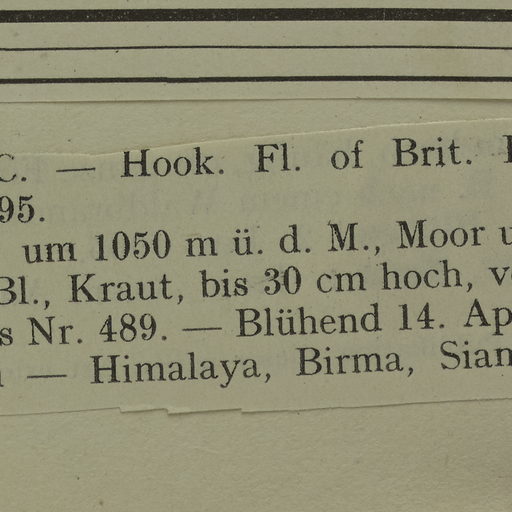 C. — Hook. Fl. of Brit.
95.
um 1050 m ü. d. M., Moor u
Bl., Kraut, bis 30 cm hoch, v
s Nr. 489. — Blühend 14. Ap
— Himalaya, Birma, Sian